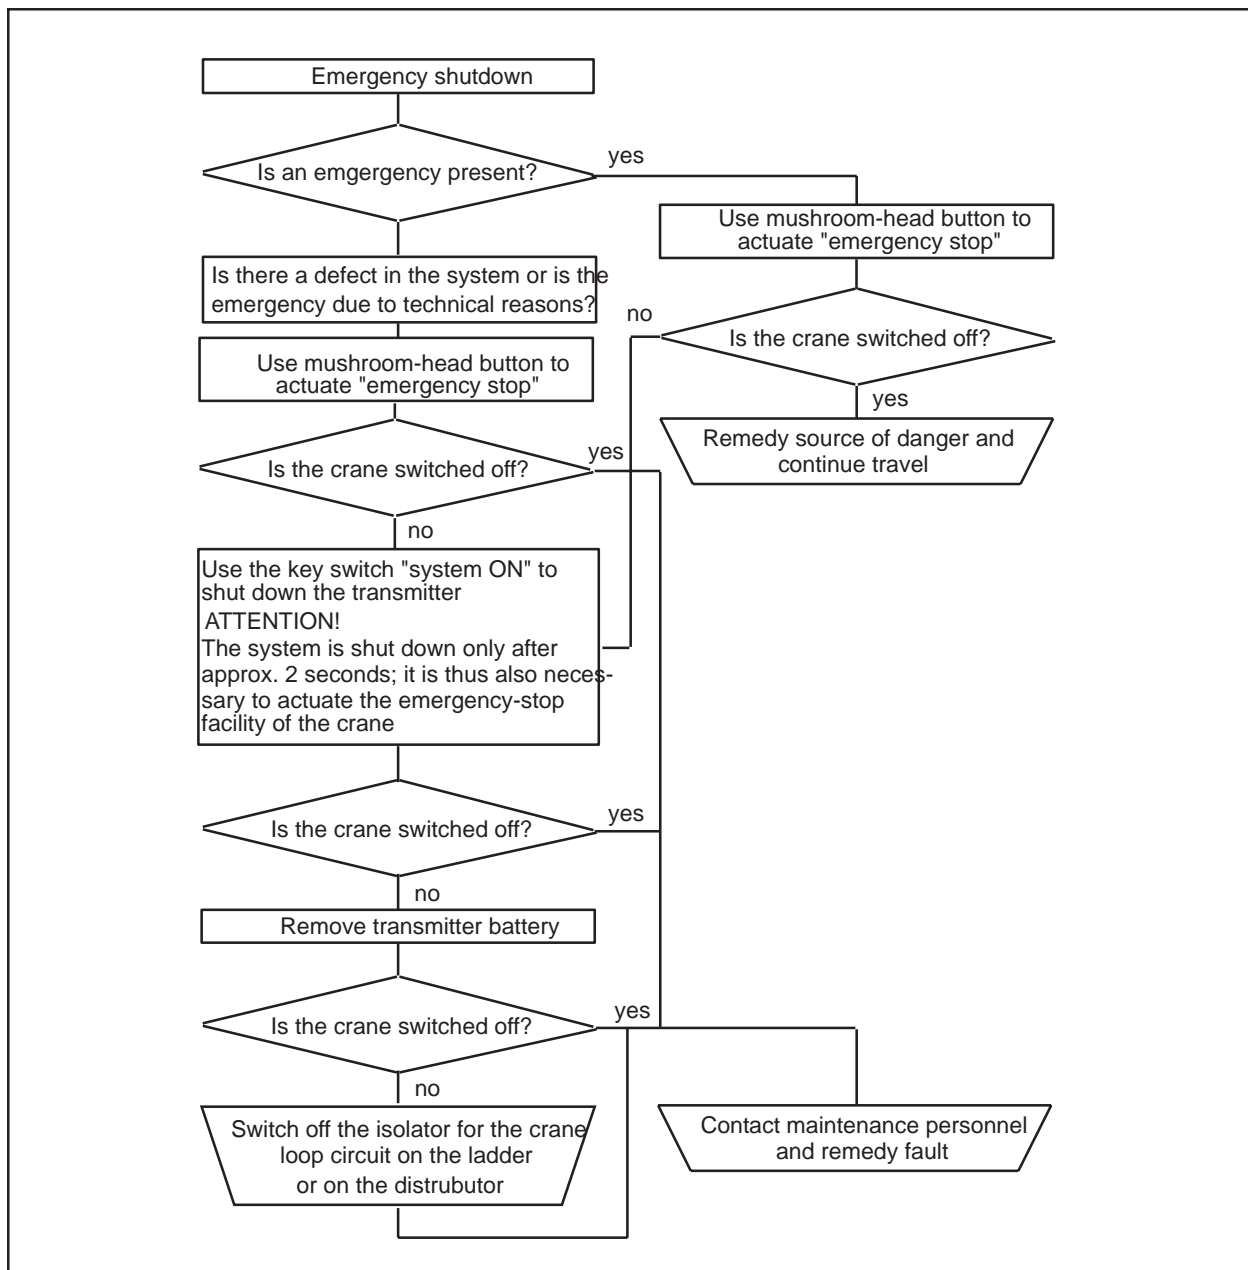 Emergency shutdown
Is an emgergency present?
yes
Use mushroom-head button to
actuate "emergency stop"
Is there a defect in the system or is the
emergency due to technical reasons?
no
Is the crane switched off?
Use mushroom-head button to
actuate "emergency stop"
yes
Remedy source of danger and
continue travel
Is the crane switched off?
yes
no
Use the key switch "system ON" to
shut down the transmitter
ATTENTION!
The system is shut down only after
approx. 2 seconds; it is thus also neces-
sary to actuate the emergency-stop
facility of the crane
Is the crane switched off?
yes
no
Remove transmitter battery
Is the crane switched off?
yes
no
Switch off the isolator for the crane
loop circuit on the ladder
or on the distrubutor
Contact maintenance personnel
and remedy fault